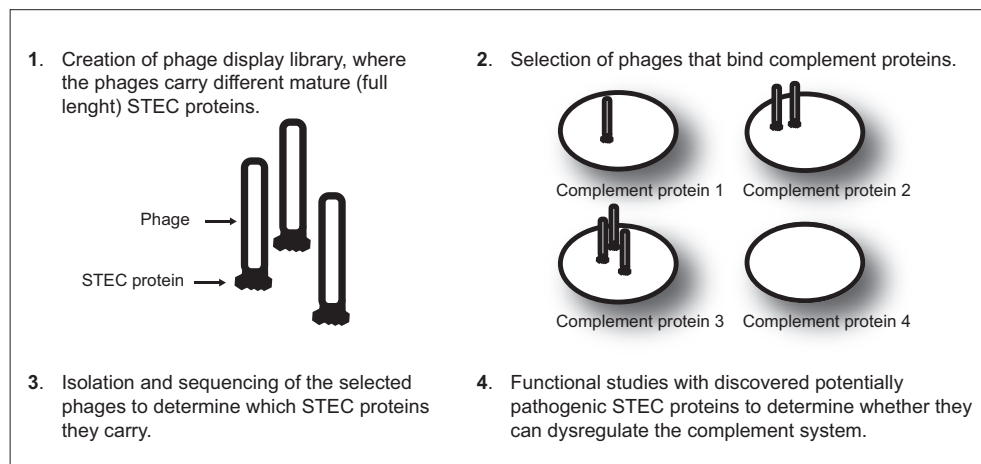 1. Creation of phage display library, where
the phages carry different mature (full
lenght) STEC proteins.
Phage
STEC protein
2. Selection of phages that bind complement proteins.
Complement protein 1
Complement protein 2
Complement protein 3
Complement protein 4
3. Isolation and sequencing of the selected
phages to determine which STEC proteins
they carry.
4. Functional studies with discovered potentially
pathogenic STEC proteins to determine whether they
can dysregulate the complement system.